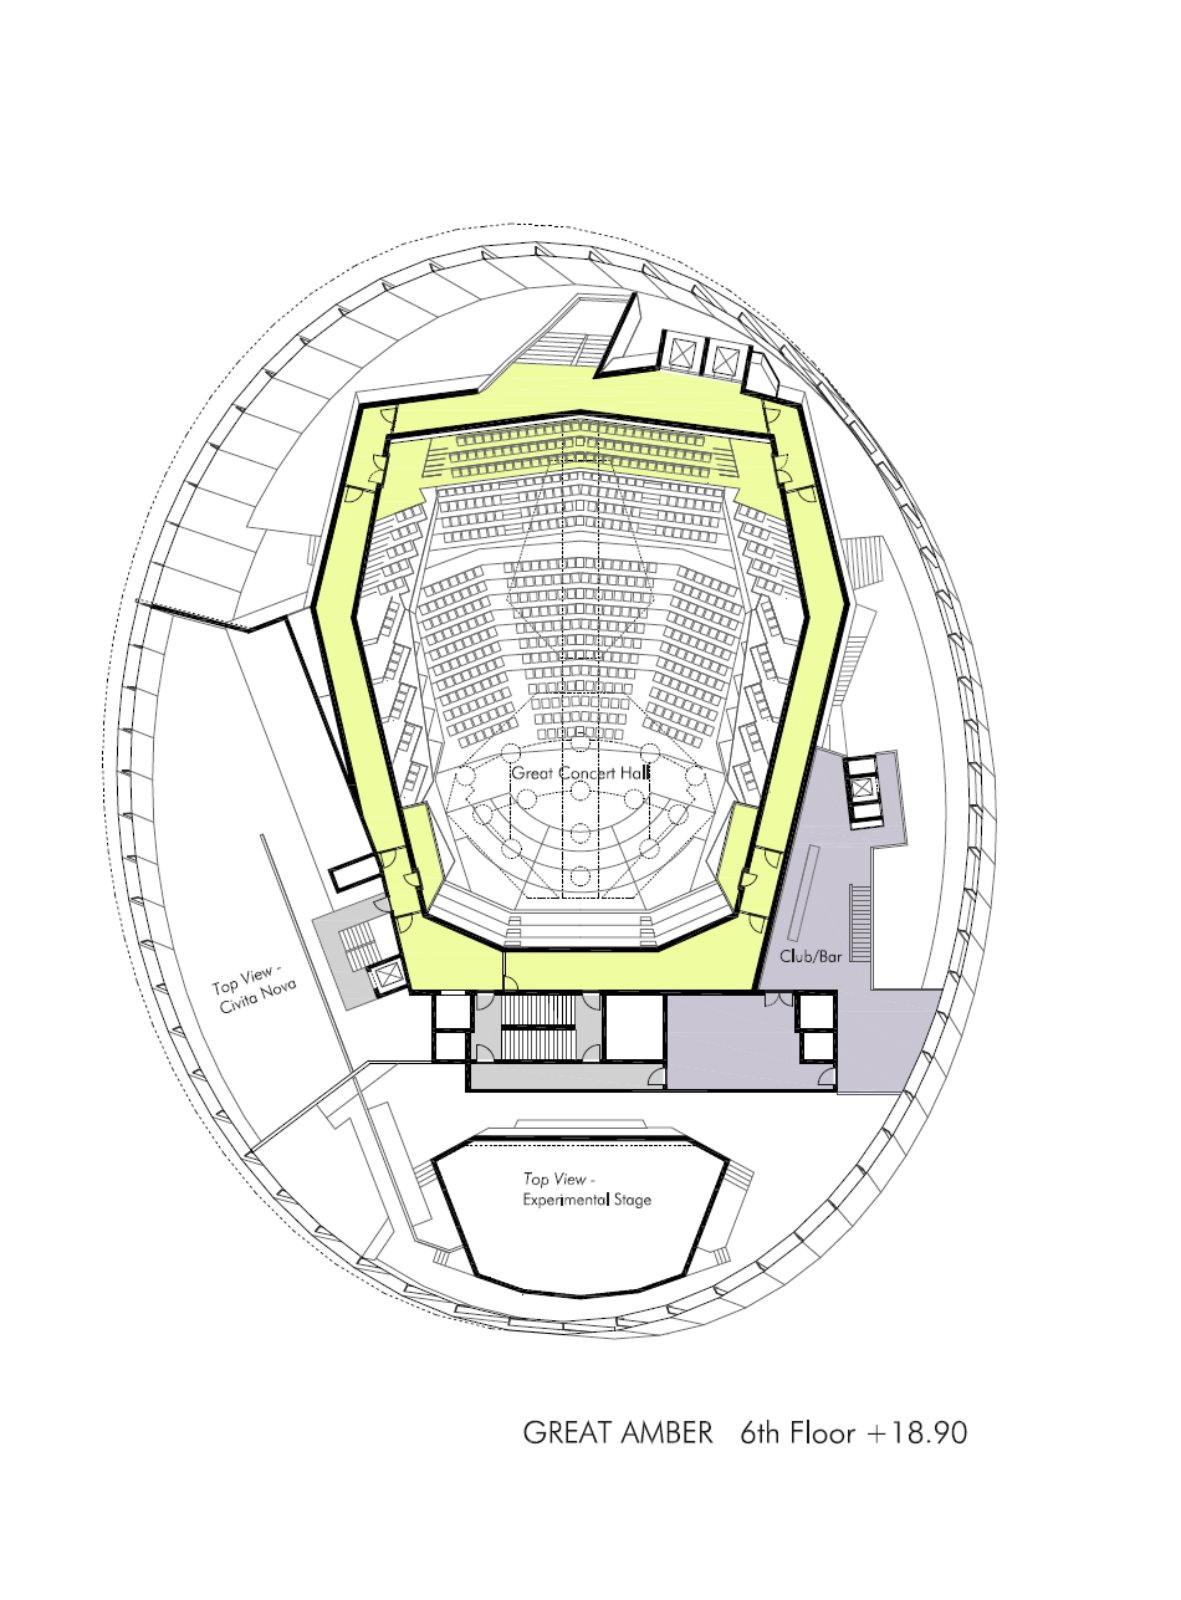 Great Concert Hall
Club/Bar
Top View -
Civita Nova
Top View -
Experimental Stage
GREAT AMBER 6th Floor +18.90